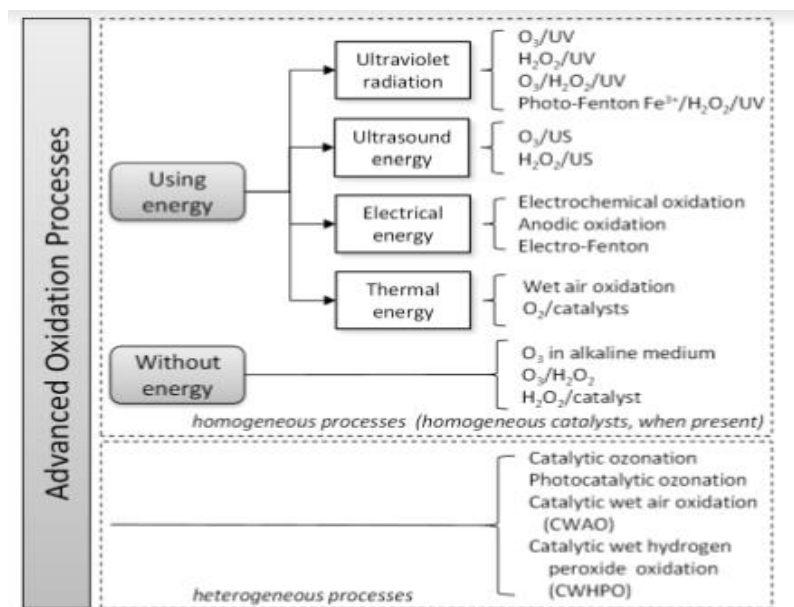 Advanced Oxidation Processes
Using
energy
Ultraviolet
radiation
O₃/UV
H₂O₂/UV
O₃/H₂O₂/UV
Photo-Fenton Fe³⁺/H₂O₂/UV
Ultrasound
energy
O₃/US
H₂O₂/US
Electrical
energy
Electrochemical oxidation
Anodic oxidation
Electro-Fenton
Thermal
energy
Wet air oxidation
O₂/catalysts
Without
energy
O₃ in alkaline medium
O₃/H₂O₂
H₂O₂/catalyst
homogeneous processes (homogeneous catalysts, when present)
Catalytic ozonation
Photocatalytic ozonation
Catalytic wet air oxidation
(CWAO)
Catalytic wet hydrogen
peroxide oxidation
(CWHPO)
heterogeneous processes